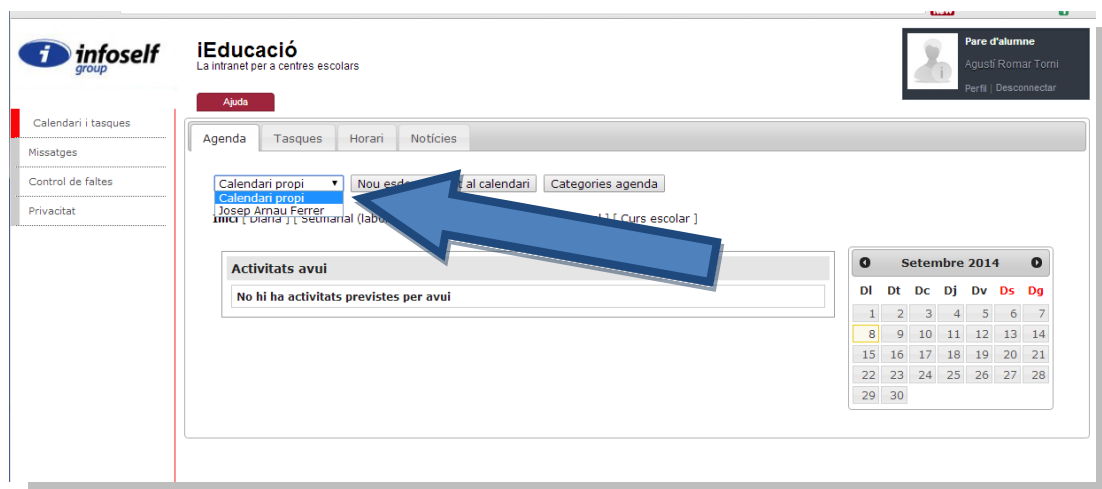 New
infoself
group
iEducació
La intranet per a centres escolars
Pare d'alumne
Agustí Romar Torni
Perfil | Desconnectar
Ajuda
Calendari i tasques
Missatges
Control de faltes
Privacitat
Agenda Tasques Horari Notícies
Calendari propi Nou al calendari Categories agenda
Calendari propi
Josep Arnau Ferrer
Inici [ Diària ] [ Setmanal ] [ Curs escolar ]
Activitats avui
No hi ha activitats previstes per avui
Setembre 2014
Dl Dt Dc Dj Dv Ds Dg
1 2 3 4 5 6 7
8 9 10 11 12 13 14
15 16 17 18 19 20 21
22 23 24 25 26 27 28
29 30